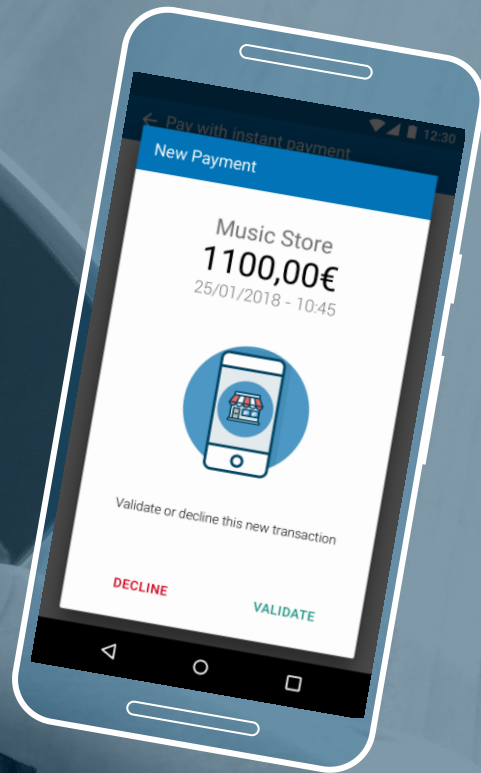 12:30
Pay with instant payment
New Payment
Music Store
1100,00€
25/01/2018 - 10:45
Validate or decline this new transaction
DECLINE
VALIDATE